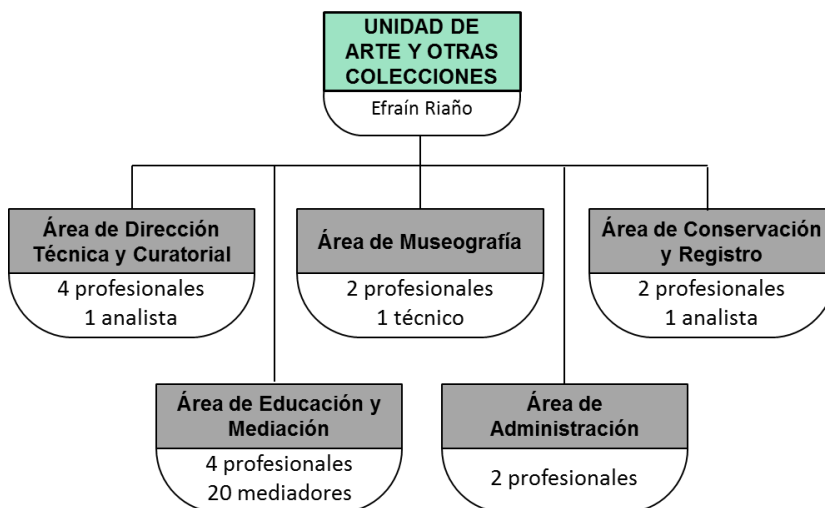 UNIDAD DE
ARTE Y OTRAS
COLECCIONES
Efraín Riaño
Área de Dirección
Técnica y Curatorial
4 profesionales
1 analista
Área de Museografía
2 profesionales
1 técnico
Área de Conservación
y Registro
2 profesionales
1 analista
Área de Educación y
Mediación
4 profesionales
20 mediadores
Área de
Administración
2 profesionales